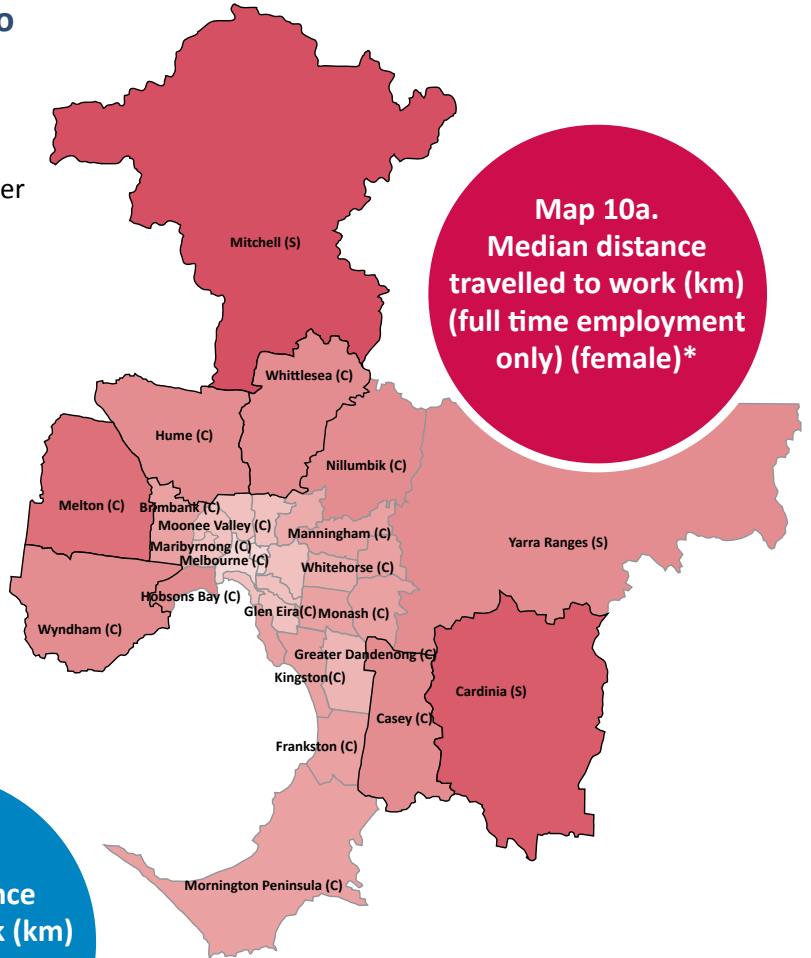 o
er
Map 10a.
Median distance
travelled to work (km)
(full time employment
only) (female)*
Mitchell (S)
Whittlesea (C)
Hume (C)
Nillumbik (C)
Melton (C)
Brimbank (C)
Moonee Valley (C)
Manningham (C)
Yarra Ranges (S)
Maribyrnong (C)
Melbourne (C)
Whitehorse (C)
Hobsons Bay (C)
Glen Eira(C)
Monash (C)
Wyndham (C)
Greater Dandenong (C)
Kingston(C)
Cardinia (S)
Casey (C)
Frankston (C)
Mornington Peninsula (C)
nce
k (km)